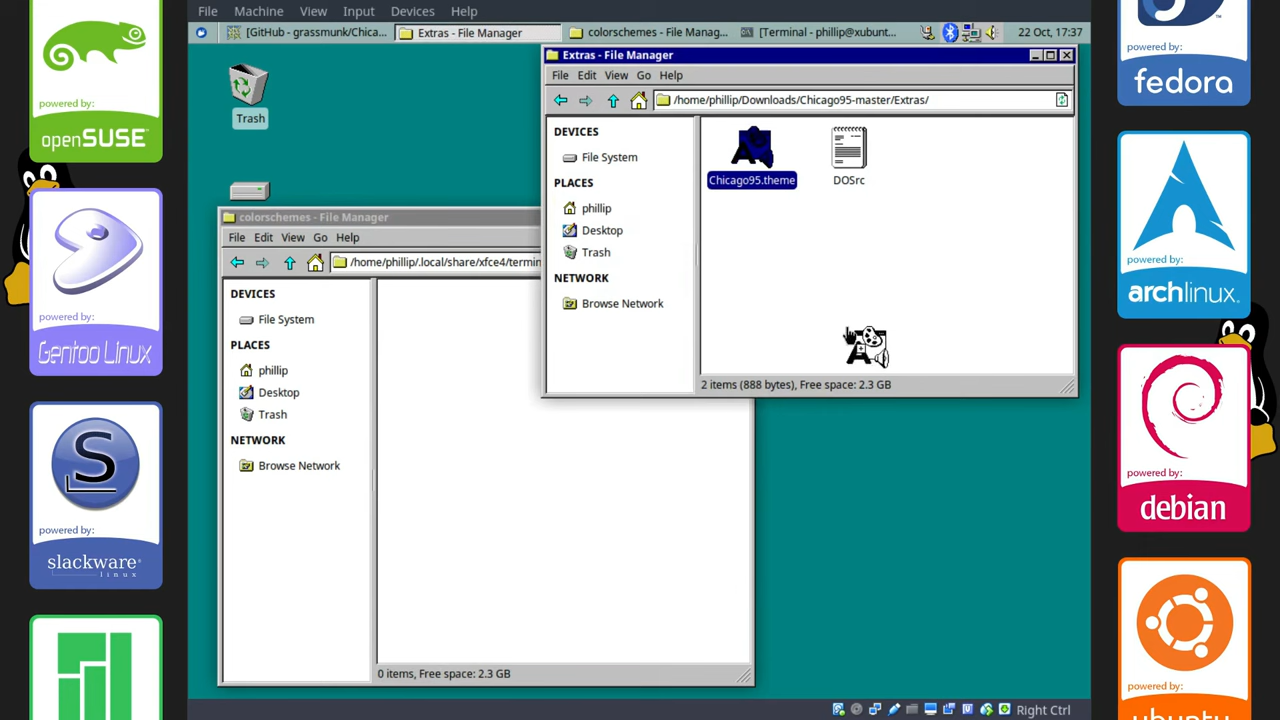 File Machine View Input Devices Help
[GitHub - grassmunk/Chica...
Extras - File Manager
colorschemes - File Manag...
[Terminal - phillip@xubunt...
22 Oct, 17:37
Trash
Extras - File Manager
File Edit View Go Help
/home/phillip/Downloads/Chicago95-master/Extras/
DEVICES
File System
PLACES
phillip
Desktop
Trash
NETWORK
Browse Network
Chicago95.theme
DOSrc
2 items (888 bytes), Free space: 2.3 GB
colorschemes - File Manager
File Edit View Go Help
/home/phillip/.local/share/xfce4/termin
DEVICES
File System
PLACES
phillip
Desktop
Trash
NETWORK
Browse Network
0 items, Free space: 2.3 GB
Right Ctrl
powered by:
openSUSE
powered by:
Gentoo Linux
powered by:
slackware
linux
powered by:
powered by:
fedora
powered by:
archlinux
powered by:
debian
powered by:
ubuntu